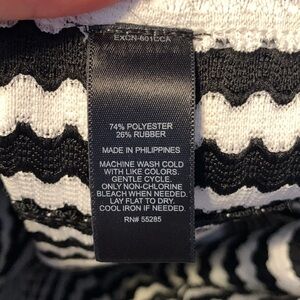 EXCN-601CCA
74% POLYESTER
26% RUBBER
MADE IN PHILIPPINES
MACHINE WASH COLD
WITH LIKE COLORS.
GENTLE CYCLE.
ONLY NON-CHLORINE
BLEACH WHEN NEEDED.
LAY FLAT TO DRY.
COOL IRON IF NEEDED.
RN# 55285